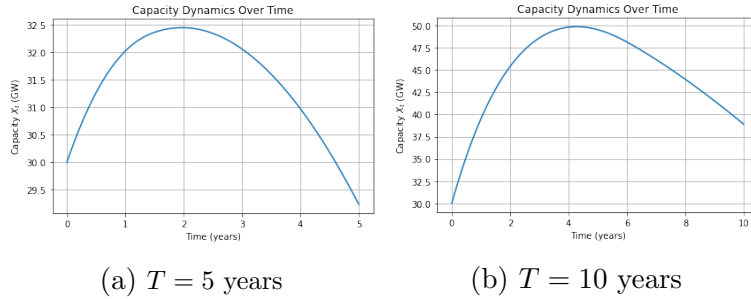 Capacity Dynamics Over Time
Capacity X_t (GW)
32.5
32.0
31.5
31.0
30.5
30.0
29.5
0 1 2 3 4 5
Time (years)
(a) T = 5 years
Capacity Dynamics Over Time
Capacity X_t (GW)
50.0
47.5
45.0
42.5
40.0
37.5
35.0
32.5
30.0
0 2 4 6 8 10
Time (years)
(b) T = 10 years